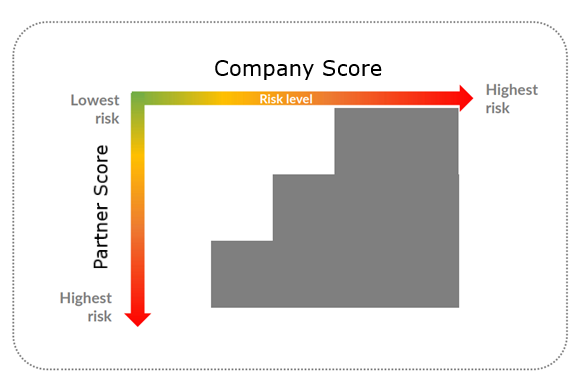 Company Score
Lowest
risk
Risk level
Highest
risk
Partner Score
Highest
risk